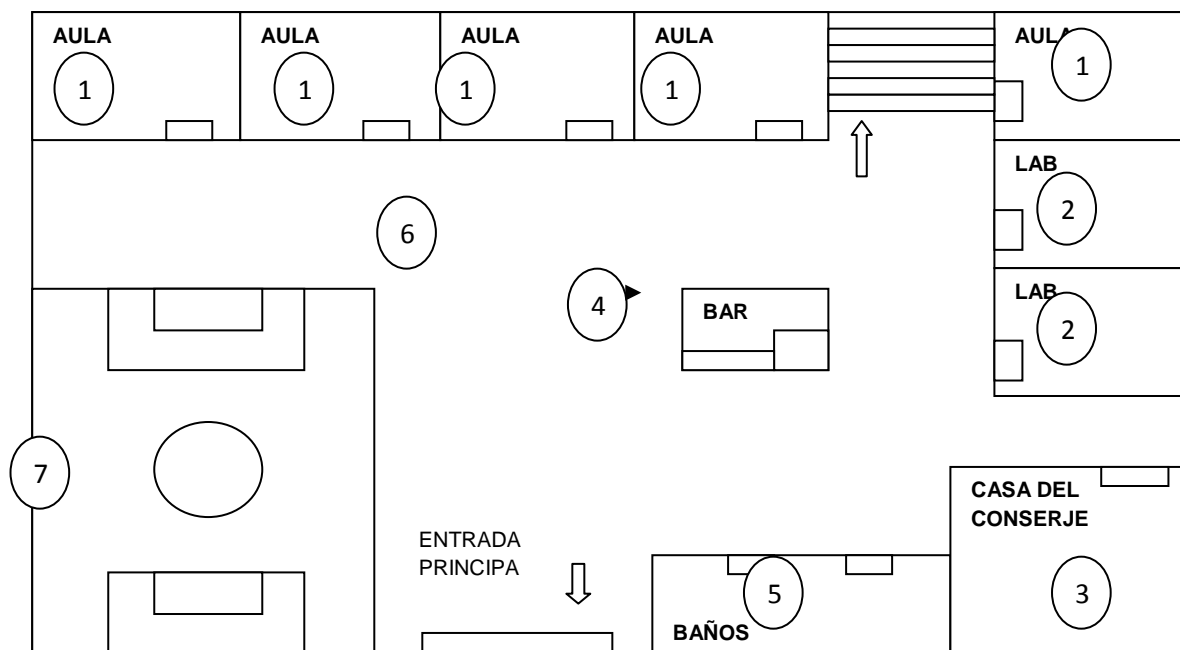 AULA
AULA
AULA
AULA
AULA
1
1
1
1
1
LAB
2
6
4
BAR
LAB
2
7
CASA DEL
CONSERJE
ENTRADA
PRINCIPA
5
3
BAÑOS